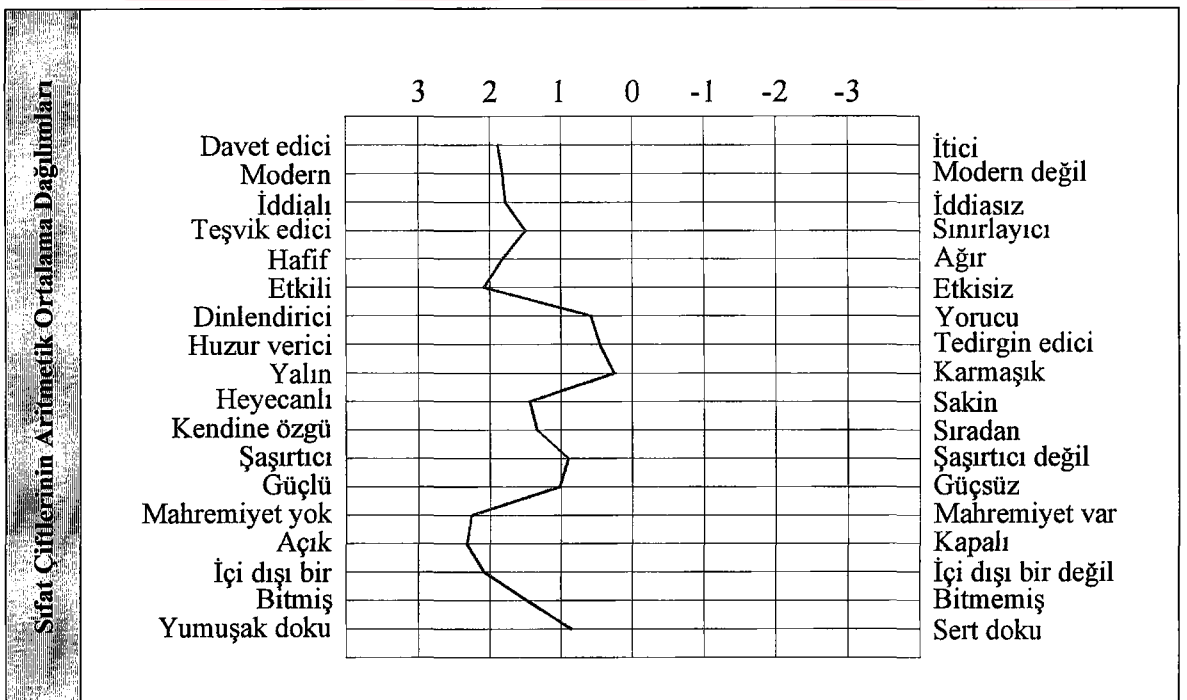 Sıfat Çiftlerinin Aritmetik Ortalama Dağılımları
3 2 1 0 -1 -2 -3
Davet edici İtici
Modern Modern değil
İddialı İddiasız
Teşvik edici Sınırlayıcı
Hafif Ağır
Etkili Etkisiz
Dinlendirici Yorucu
Huzur verici Tedirgin edici
Yalın Karmaşık
Heyecanlı Sakin
Kendine özgü Sıradan
Şaşırtıcı Şaşırtıcı değil
Güçlü Güçsüz
Mahremiyet yok Mahremiyet var
Açık Kapalı
İçi dışı bir İçi dışı bir değil
Bitmiş Bitmemiş
Yumuşak doku Sert doku